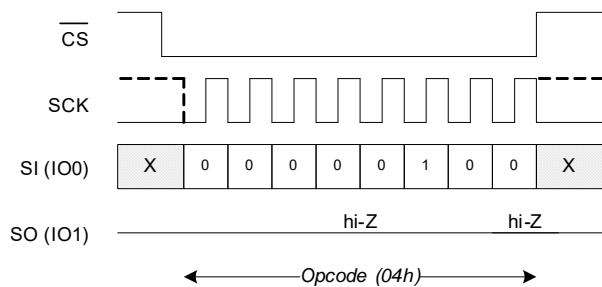 CS
SCK
SI (IO0) X 0 0 0 0 0 1 0 0 X
hi-Z hi-Z
SO (IO1)
Opcode (04h)